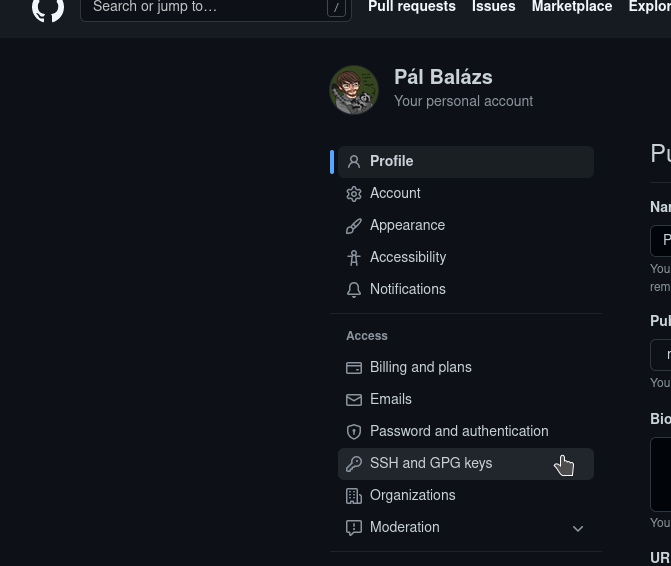 Search or jump to… /
Pull requests Issues Marketplace Explor
Pál Balázs
Your personal account
Profile
Account
Appearance
Accessibility
Notifications
Access
Billing and plans
Emails
Password and authentication
SSH and GPG keys
Organizations
Moderation
Pu
Nar
P
You
rem
Pub
You
Bio
You
UR